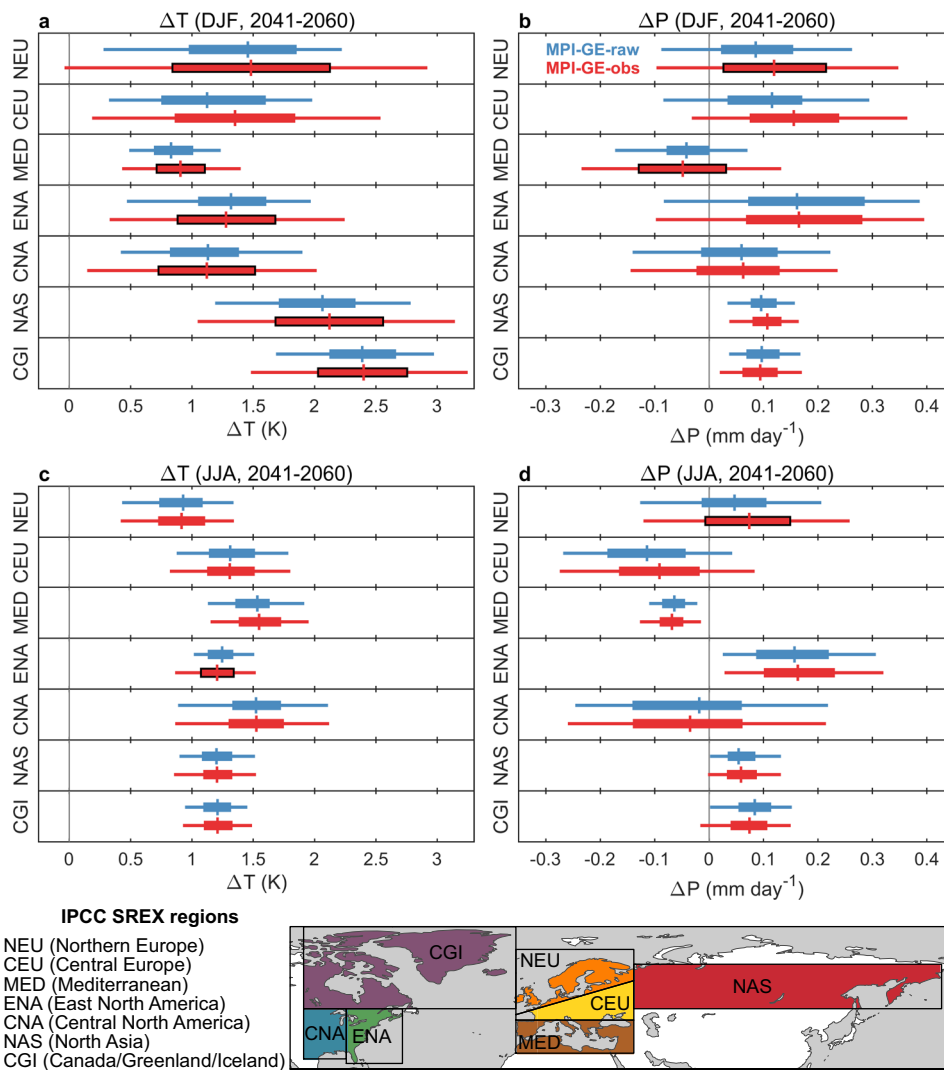 a ΔT (DJF, 2041-2060)
NEU
CEU
MED
ENA
CNA
NAS
CGI
0 0.5 1 1.5 2 2.5 3
ΔT (K)
b ΔP (DJF, 2041-2060)
MPI-GE-raw
MPI-GE-obs
NEU
CEU
MED
ENA
CNA
NAS
CGI
-0.3 -0.2 -0.1 0 0.1 0.2 0.3 0.4
ΔP (mm day⁻¹)
c ΔT (JJA, 2041-2060)
NEU
CEU
MED
ENA
CNA
NAS
CGI
0 0.5 1 1.5 2 2.5 3
ΔT (K)
d ΔP (JJA, 2041-2060)
NEU
CEU
MED
ENA
CNA
NAS
CGI
-0.3 -0.2 -0.1 0 0.1 0.2 0.3 0.4
ΔP (mm day⁻¹)
IPCC SREX regions
NEU (Northern Europe)
CEU (Central Europe)
MED (Mediterranean)
ENA (East North America)
CNA (Central North America)
NAS (North Asia)
CGI (Canada/Greenland/Iceland)
CGI
NEU
NAS
CEU
CNA
ENA
MED